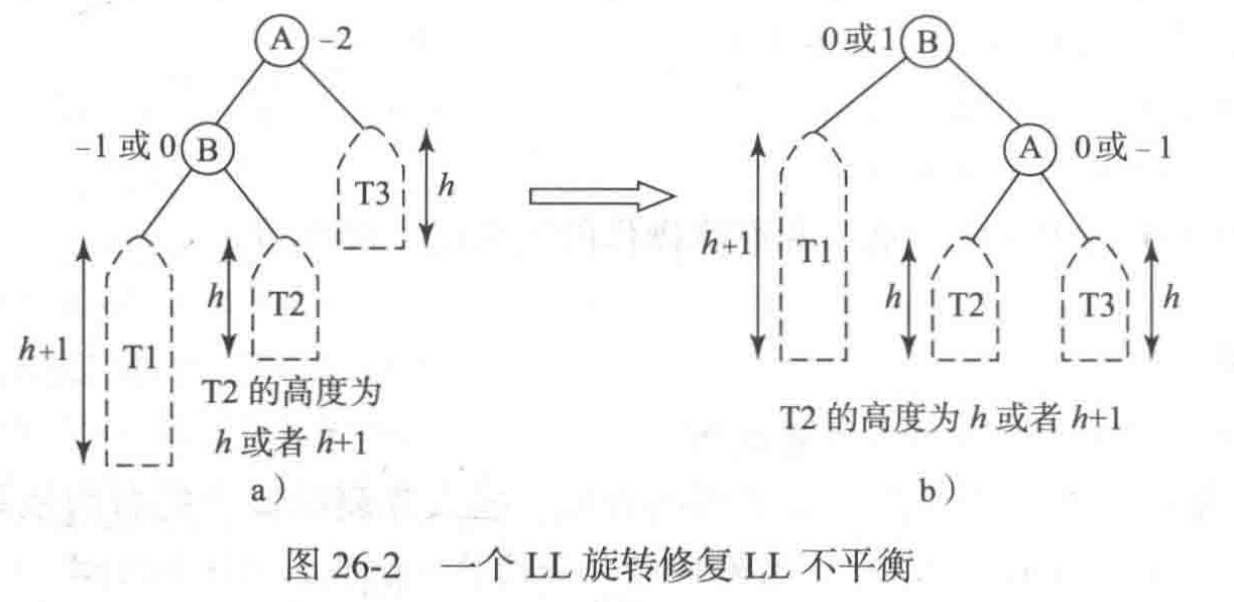 A -2
0或1 B
-1 或 0 B
A 0或-1
T3 h
h+1 T1
h T2
h+1 T1
h T2 T3 h
T2 的高度为
h 或者 h+1
T2 的高度为 h 或者 h+1
a）
b）
图 26-2 一个 LL 旋转修复 LL 不平衡